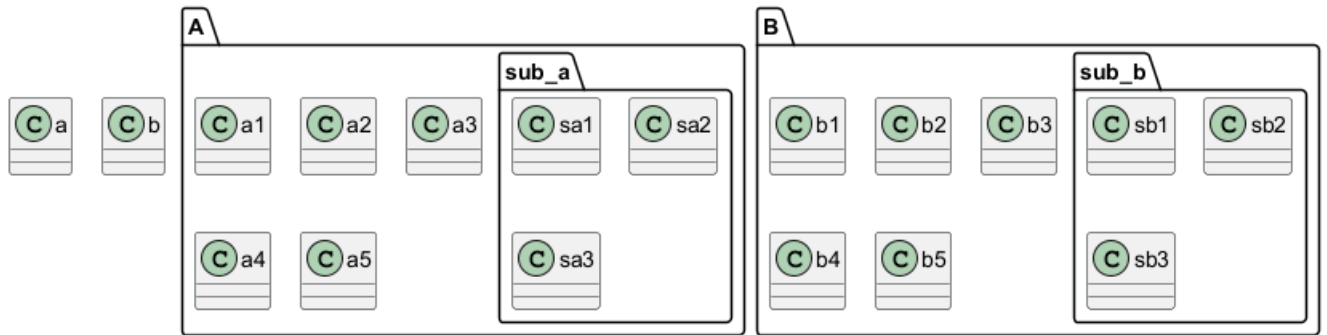 A
B
sub_a
sub_b
C a
C b
C a1
C a2
C a3
C sa1
C sa2
C b1
C b2
C b3
C sb1
C sb2
C a4
C a5
C sa3
C b4
C b5
C sb3